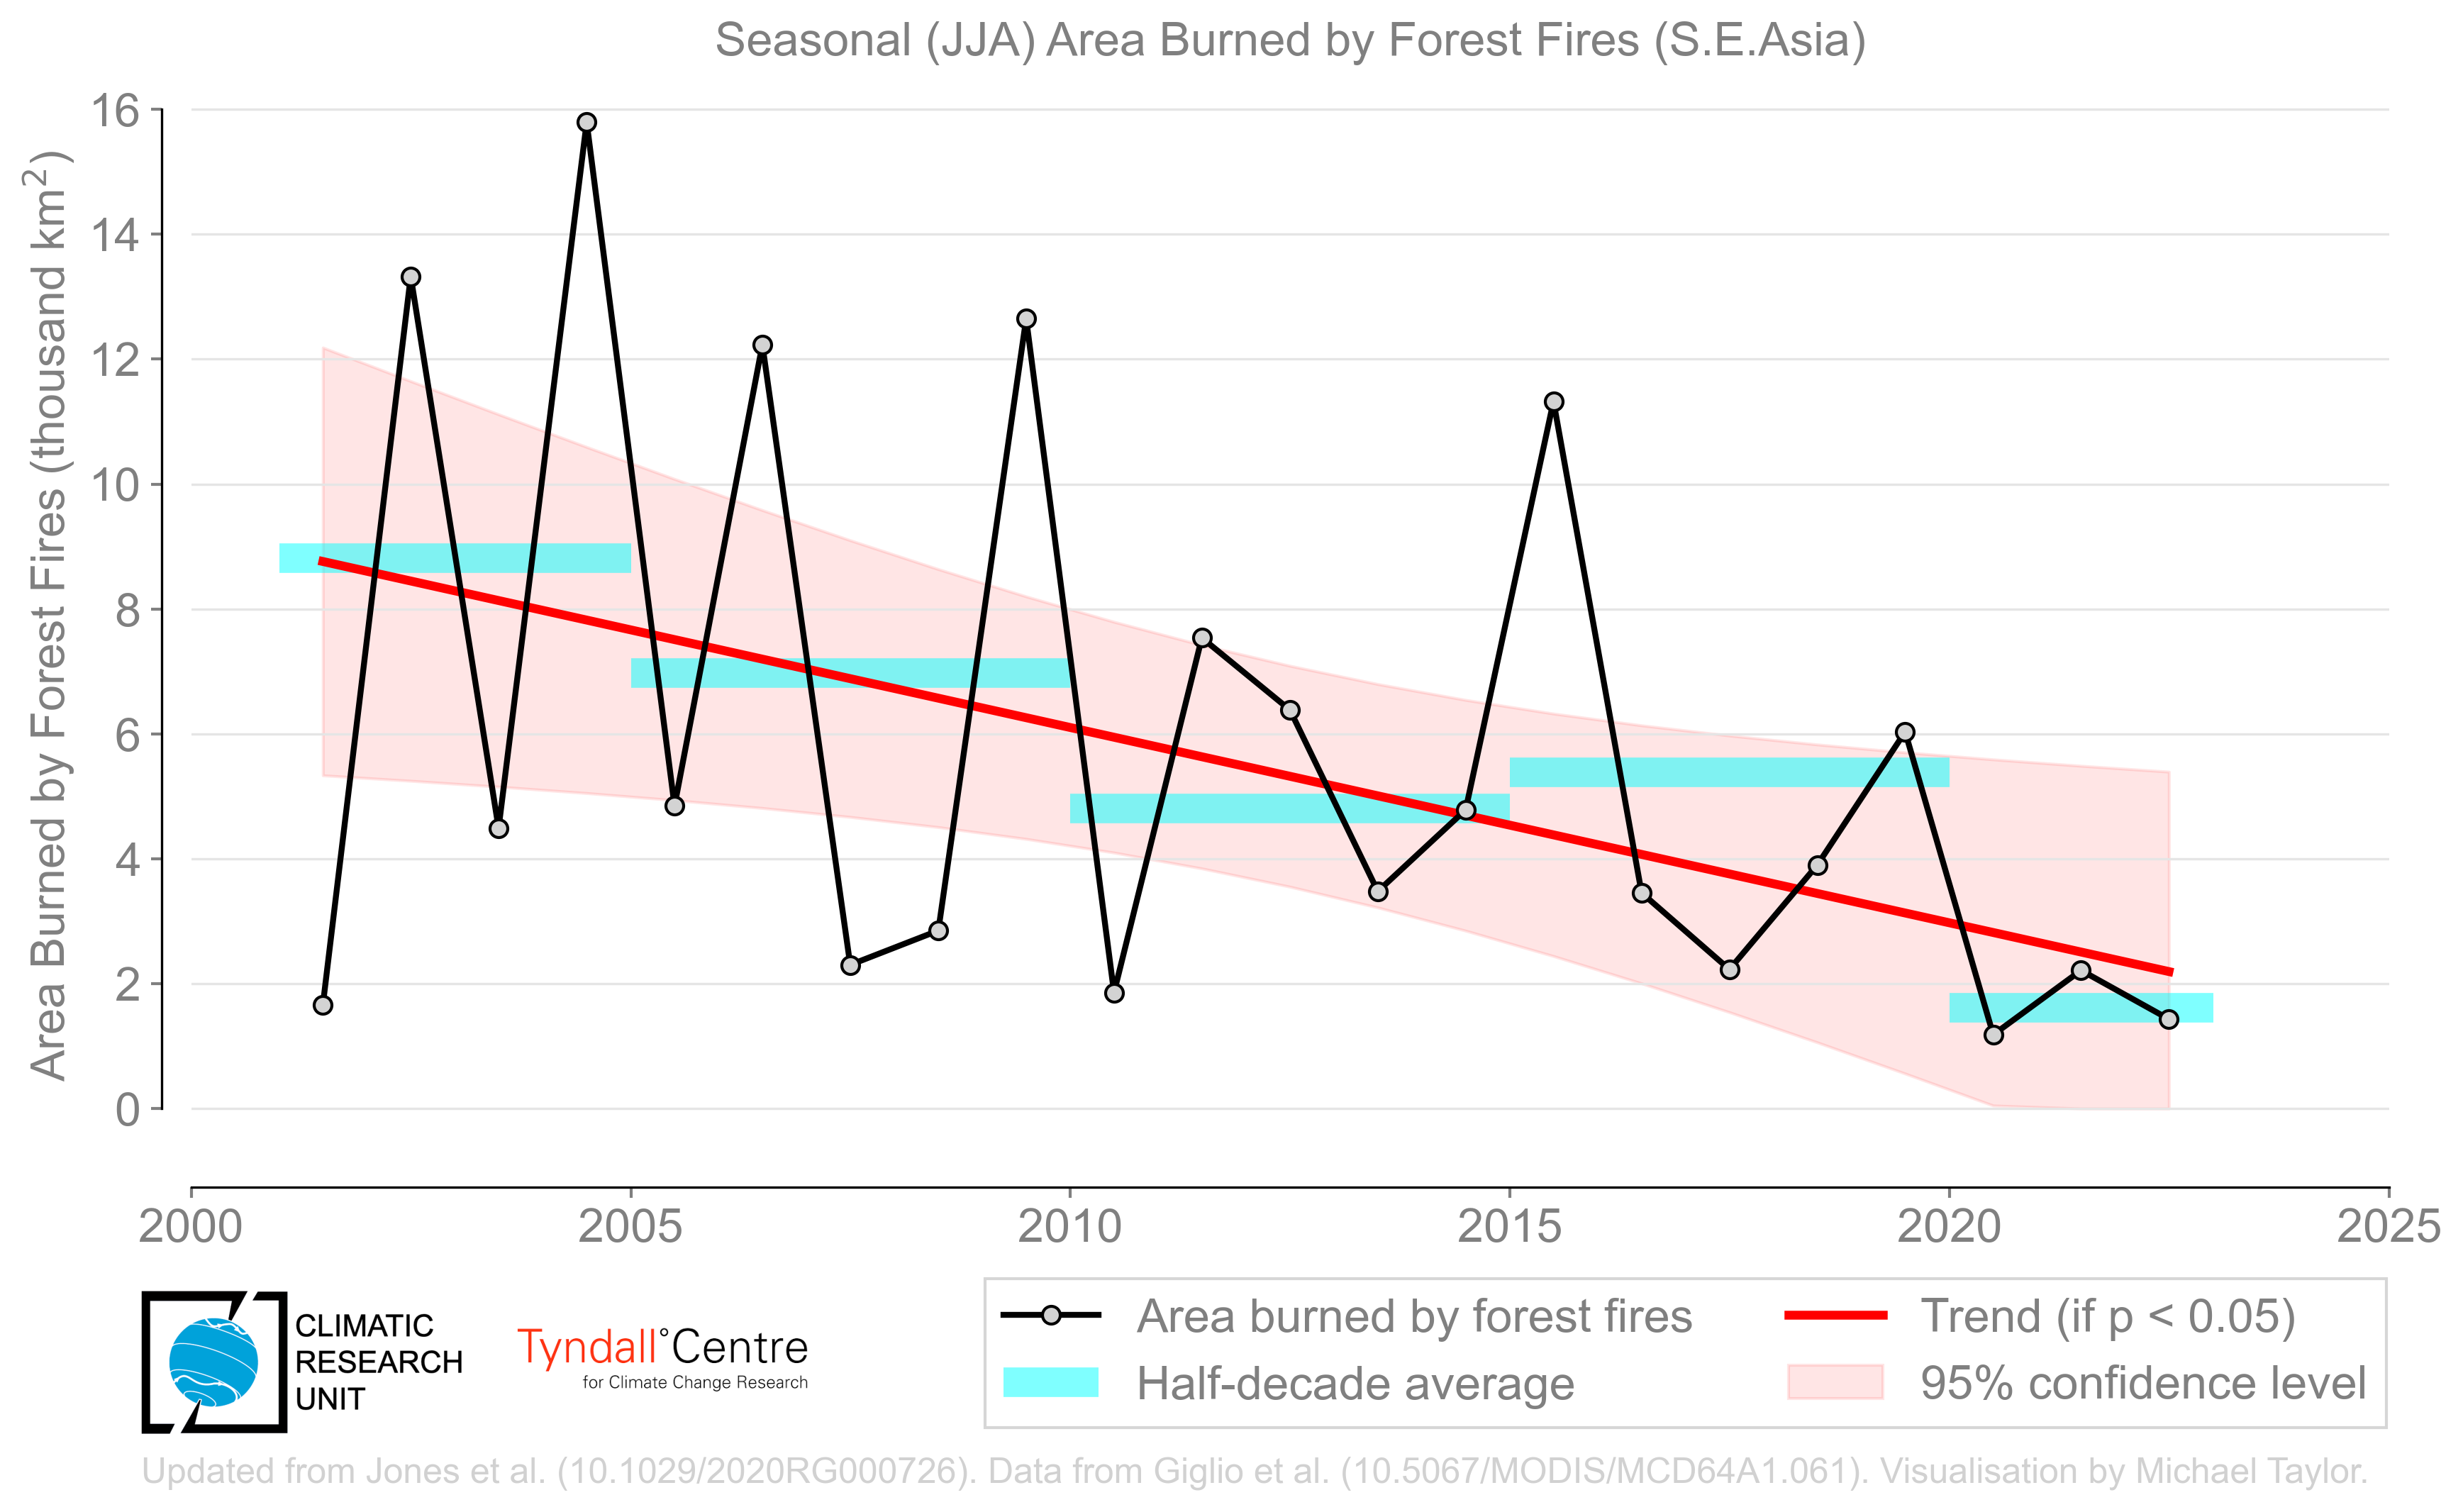 Seasonal (JJA) Area Burned by Forest Fires (S.E.Asia)
Area Burned by Forest Fires (thousand km²)
16
14
12
10
8
6
4
2
0
2000 2005 2010 2015 2020 2025
Area burned by forest fires
Trend (if p < 0.05)
Half-decade average
95% confidence level
CLIMATIC
RESEARCH
UNIT
Tyndall°Centre
for Climate Change Research
Updated from Jones et al. (10.1029/2020RG000726). Data from Giglio et al. (10.5067/MODIS/MCD64A1.061). Visualisation by Michael Taylor.